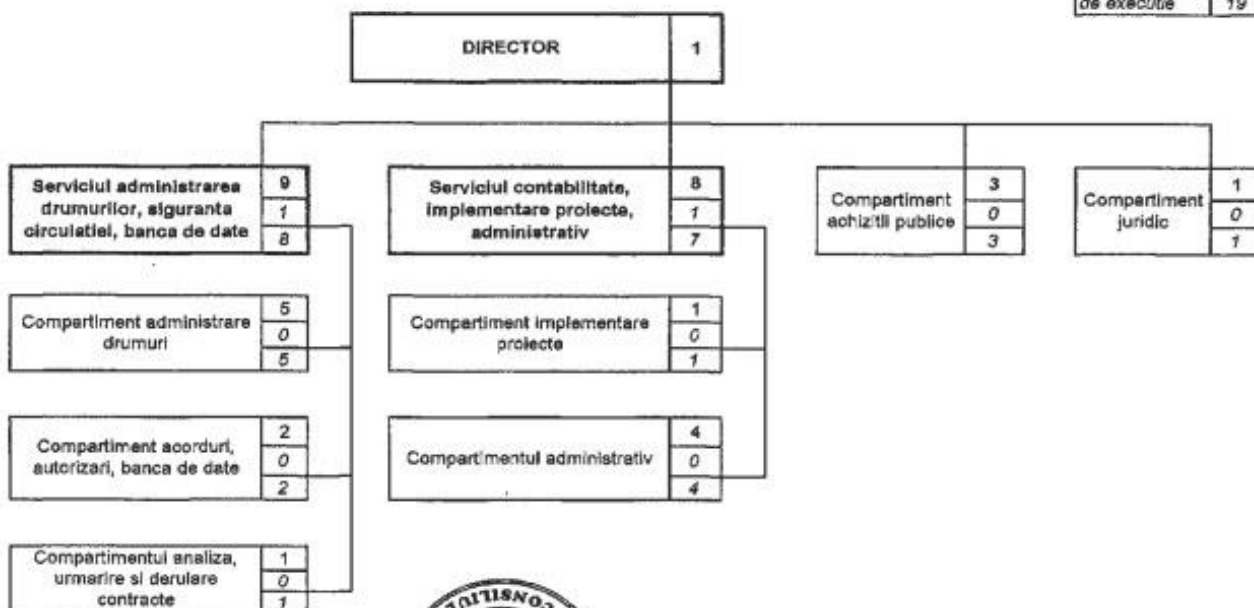 de executie 19
DIRECTOR 1
Serviciul administrarea
drumurilor, siguranta
circulatiei, banca de date
9
1
8
Serviciul contabilitate,
implementare proiecte,
administrativ
8
1
7
Compartiment
achizitii publice
3
0
3
Compartiment
juridic
1
0
1
Compartiment administrare
drumuri
5
0
5
Compartiment implementare
proiecte
1
0
1
Compartiment acorduri,
autorizari, banca de date
2
0
2
Compartimentul administrativ
4
0
4
Compartimentul analiza,
urmarire si derulare
contracte
1
0
1
CONSILIUL